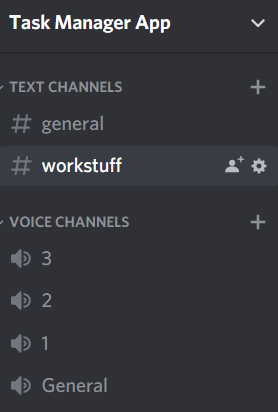 Task Manager App
TEXT CHANNELS
# general
# workstuff
VOICE CHANNELS
3
2
1
General